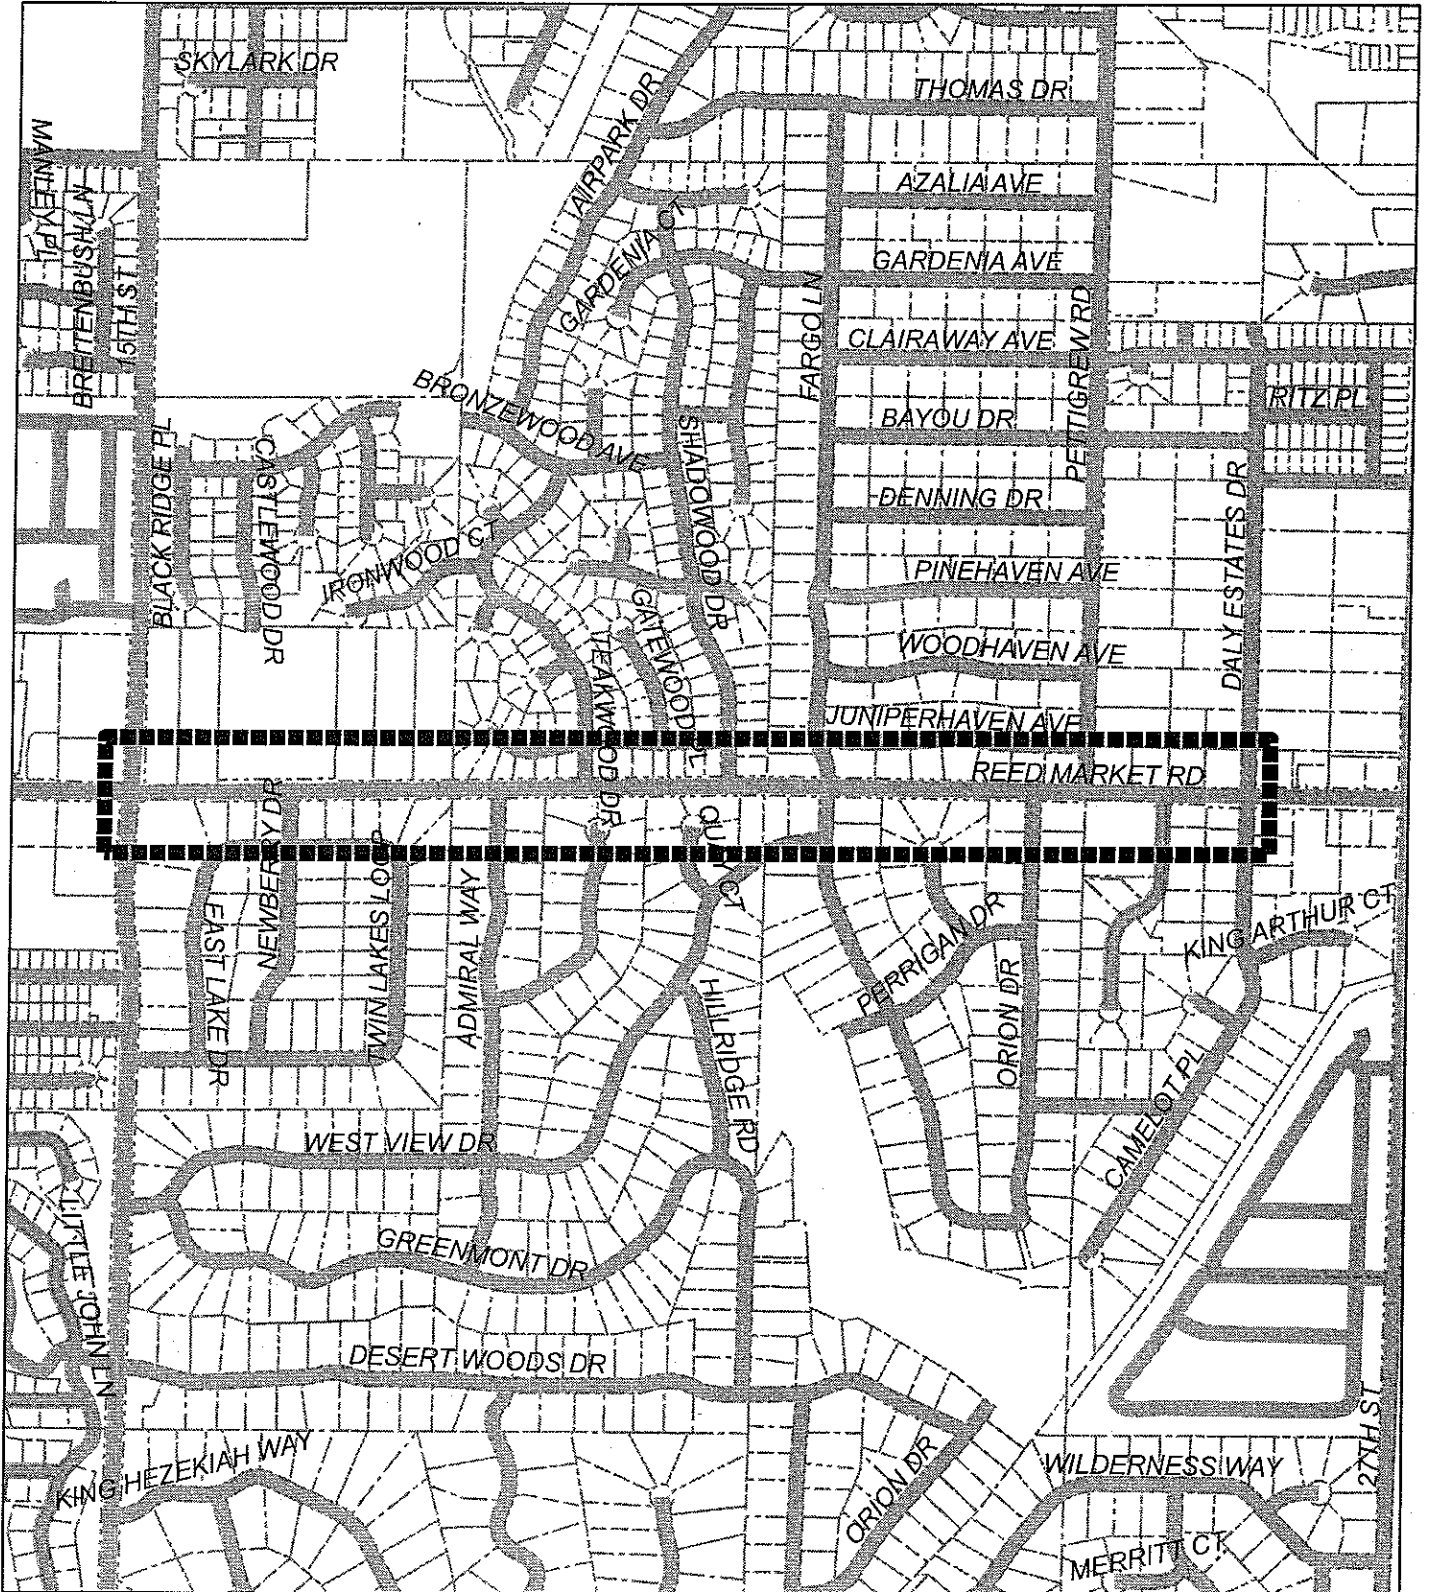 SKYLARK DR
THOMAS DR
AIRPARK DR
MANLEY PL
BREITENBUSH LN
15TH ST
AZALIA AVE
GARDENIA CT
GARDENIA AVE
FARGO LN
PETTIGREW RD
CLAIRAWAY AVE
BRONZEWOOD AVE
RITZ PL
BAYOU DR
BLACK RIDGE PL
CASTLEWOOD DR
SHADOWOOD DR
DENNING DR
DALY ESTATES DR
IRONWOOD CT
PINEHAVEN AVE
GATEWOOD PL
TEAKWOOD DR
WOODHAVEN AVE
JUNIPERHAVEN AVE
REED MARKET RD
NEWBERRY DR
QUAY CT
TWIN LAKES LOOP
EAST LAKE DR
ADMIRAL WAY
PERRIGAN DR
KING ARTHUR CT
ORION DR
HILLRIDGE RD
CAMELOT PL
WEST VIEW DR
LITTLE JOHN LN
GREENMONT DR
DESERT WOODS DR
27TH ST
KING HEZEKIAH WAY
ORION DR
WILDERNESS WAY
MERRITT CT